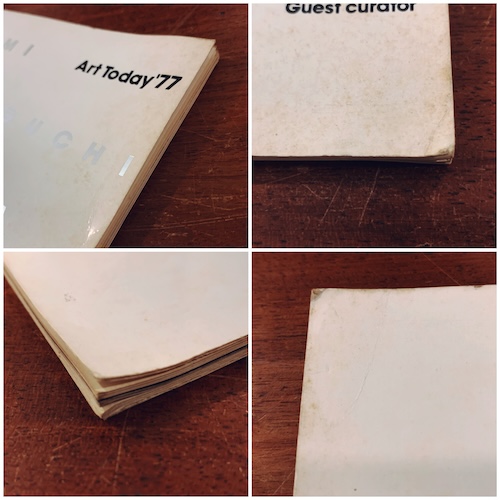 M I
Art Today '77
U C H I
Guest curator